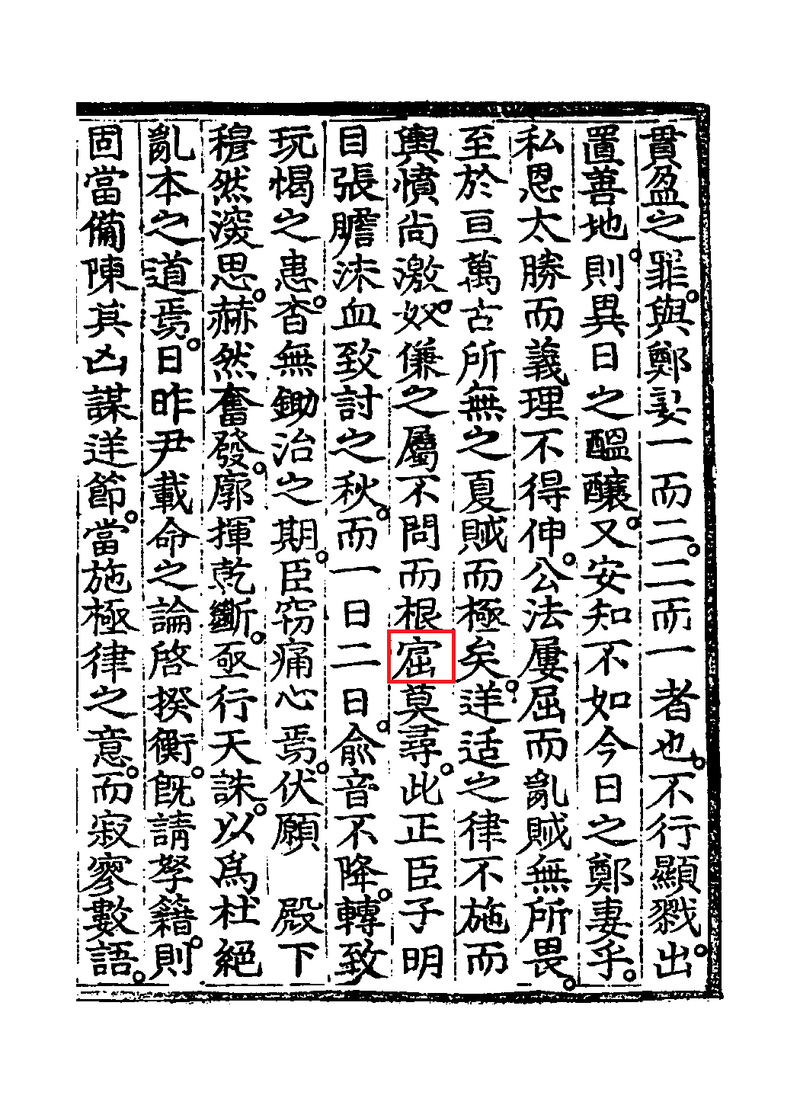 貫盈之罪與鄭妻一而二二而一者也不行顯戮出
置善地則異日之醞釀又安知不如今日之鄭妻乎
私恩太勝而義理不得伸公法屢屈而亂賊無所畏
至於亘萬古所無之夏賊而極矣逆适之律不施而
輿憤尚激奴僕之屬不問而根窟莫尋此正臣子明
目張膽沫血致討之秋而一日二日兪音不降轉致
玩愒之患杳無鋤治之期臣窃痛心焉伏願 殿下
穆然深思赫然奮發廓揮乾斷亟行天誅以爲杜絕
亂本之道焉日昨尹載命之論啓揆衡旣請孥籍則
固當備陳其凶謀逆節當施極律之意而寂寥數語